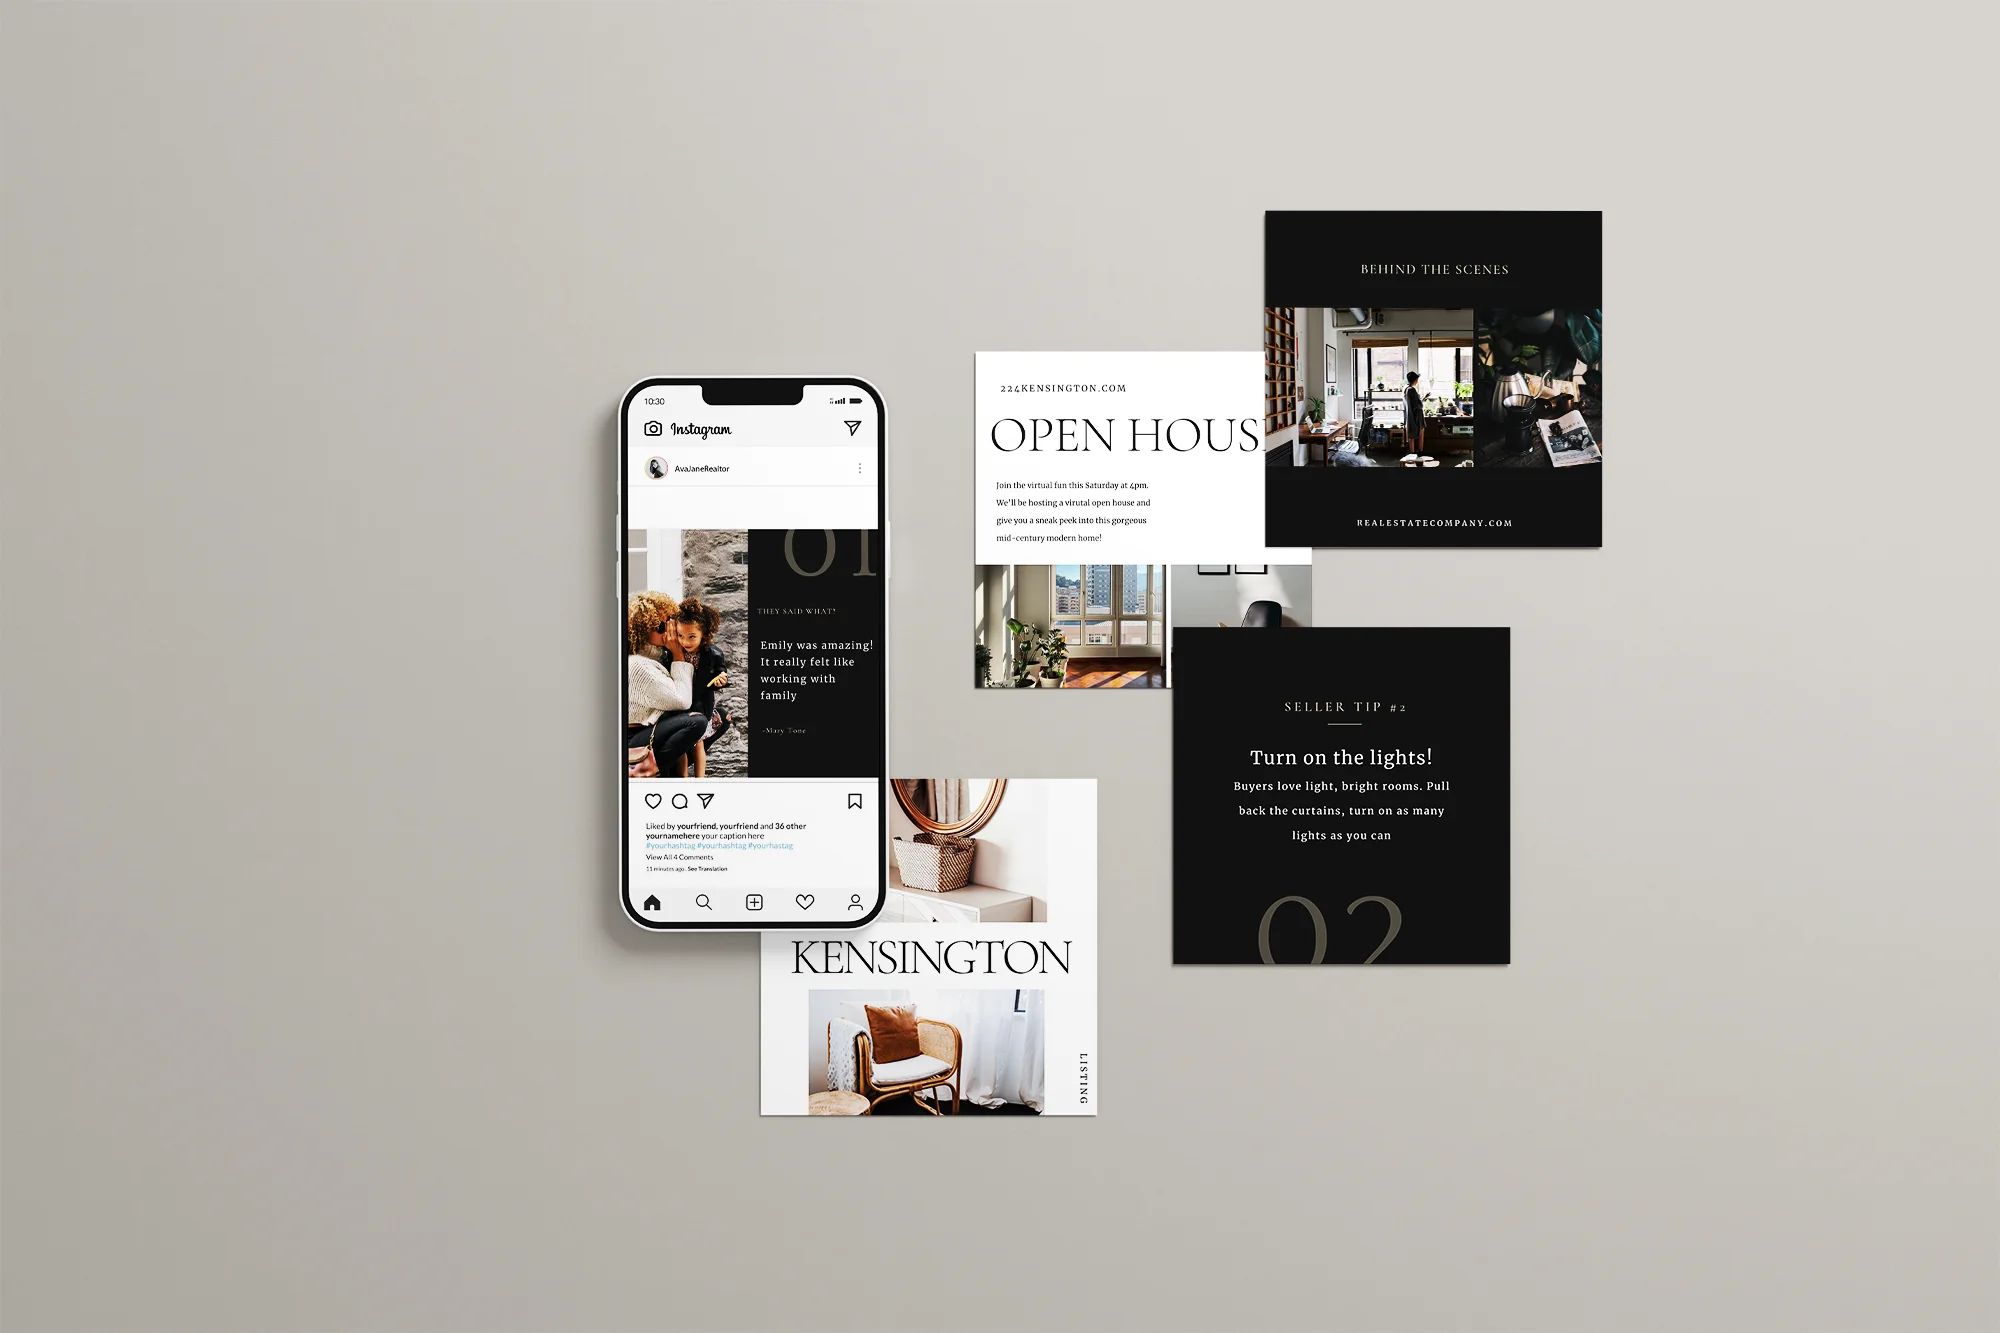 10:30
Instagram
AvaJaneRealtor
01
THEY SAID WHAT?
Emily was amazing!
It really felt like
working with
family
-Mary Tone
Liked by yourfriend, yourfriend and 36 other
yournamehere your caption here
#yourhashtag #yourhashtag #yourhastag
View All 4 Comments
11 minutes ago . See Translation
KENSINGTON
LISTING
224KENSINGTON.COM
OPEN HOUS
Join the virtual fun this Saturday at 4pm.
We'll be hosting a virutal open house and
give you a sneak peek into this gorgeous
mid-century modern home!
BEHIND THE SCENES
REALESTATECOMPANY.COM
SELLER TIP #2
Turn on the lights!
Buyers love light, bright rooms. Pull
back the curtains, turn on as many
lights as you can
02